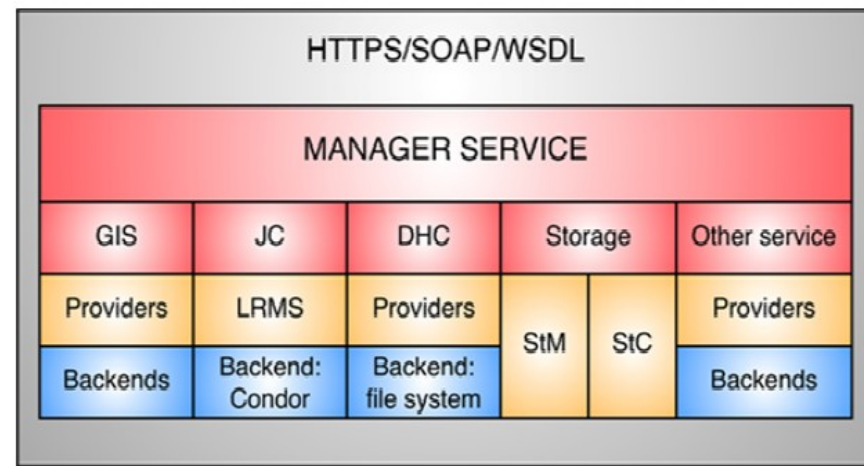 HTTPS/SOAP/WSDL
MANAGER SERVICE
GIS
JC
DHC
Storage
Other service
Providers
LRMS
Providers
StM
StC
Providers
Backends
Backend:
Condor
Backend:
file system
Backends